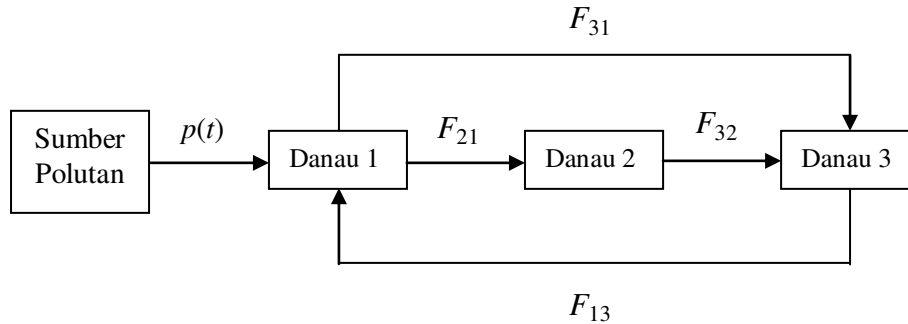 F₃₁
Sumber
Polutan
p(t)
Danau 1
F₂₁
Danau 2
F₃₂
Danau 3
F₁₃